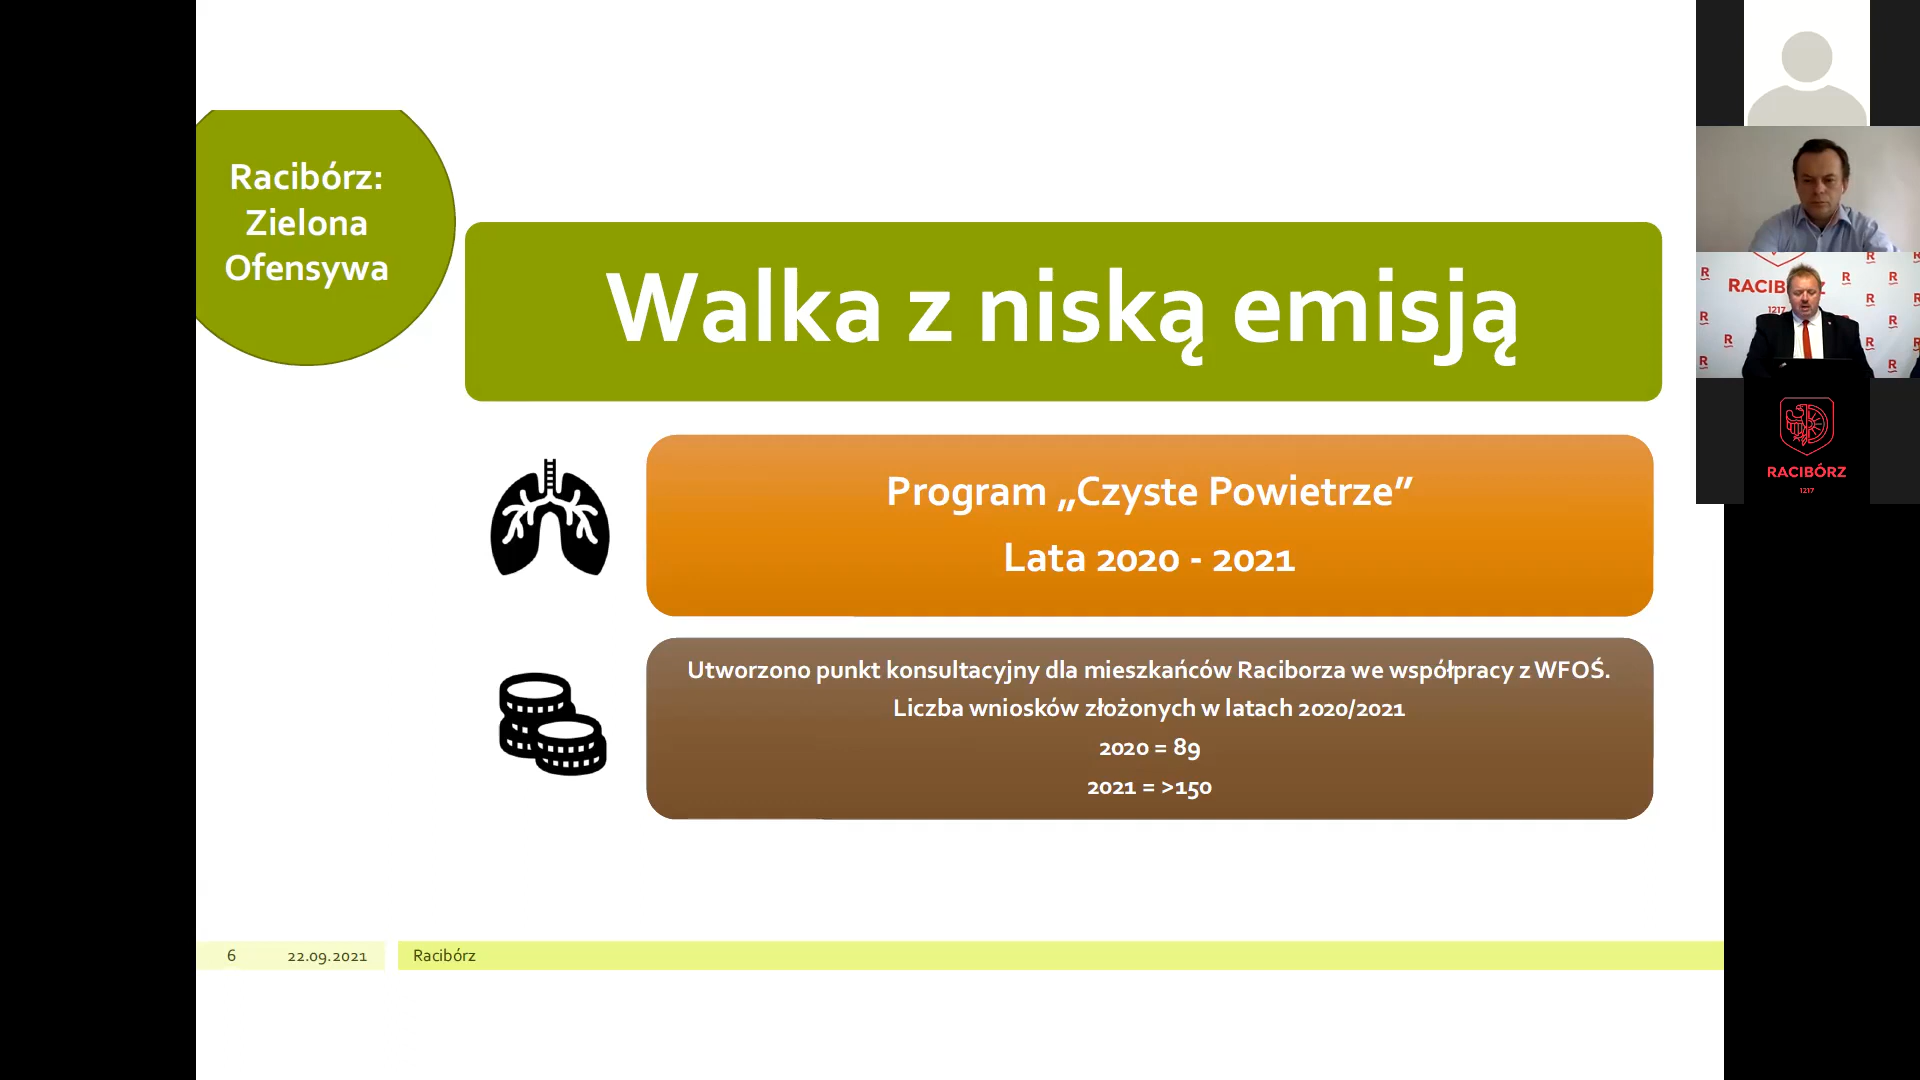 Racibórz:
Zielona
Ofensywa
Walka z niską emisją
Program „Czyste Powietrze”
Lata 2020 - 2021
Utworzono punkt konsultacyjny dla mieszkańców Raciborza we współpracy z WFOŚ.
Liczba wniosków złożonych w latach 2020/2021
2020 = 89
2021 = >150
6
22.09.2021
Racibórz
R
R
R
R
R
R
R
R
R
R
R
R
R
1217
RACIBÓRZ
1217